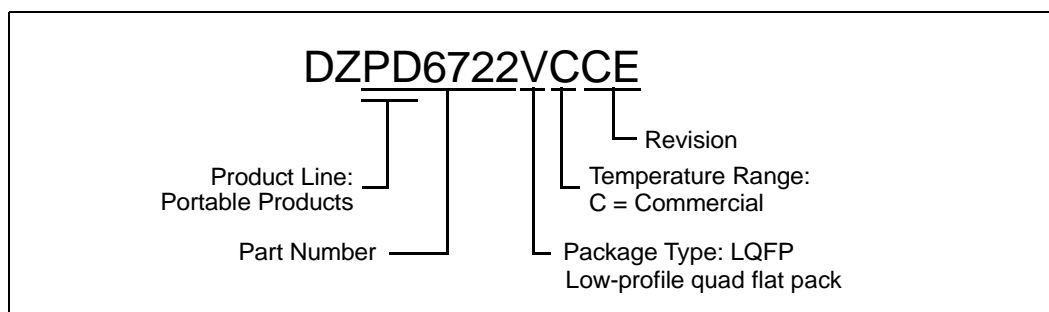 DZPD6722VCCE
Revision
Product Line:
Portable Products
Temperature Range:
C = Commercial
Part Number
Package Type: LQFP
Low-profile quad flat pack